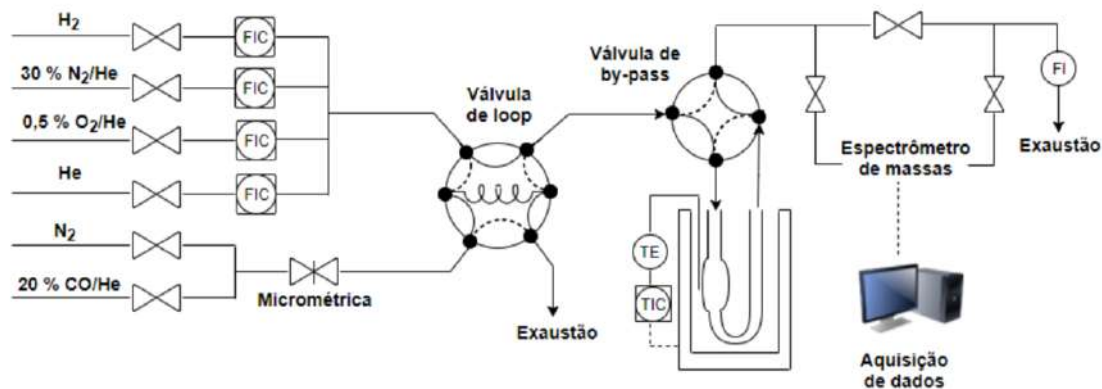 H2
FIC
30 % N2/He
FIC
0,5 % O2/He
FIC
He
FIC
N2
20 % CO/He
Micrométrica
Válvula
de loop
Exaustão
Válvula de
by-pass
TE
TIC
FI
Exaustão
Espectrômetro
de massas
Aquisição
de dados